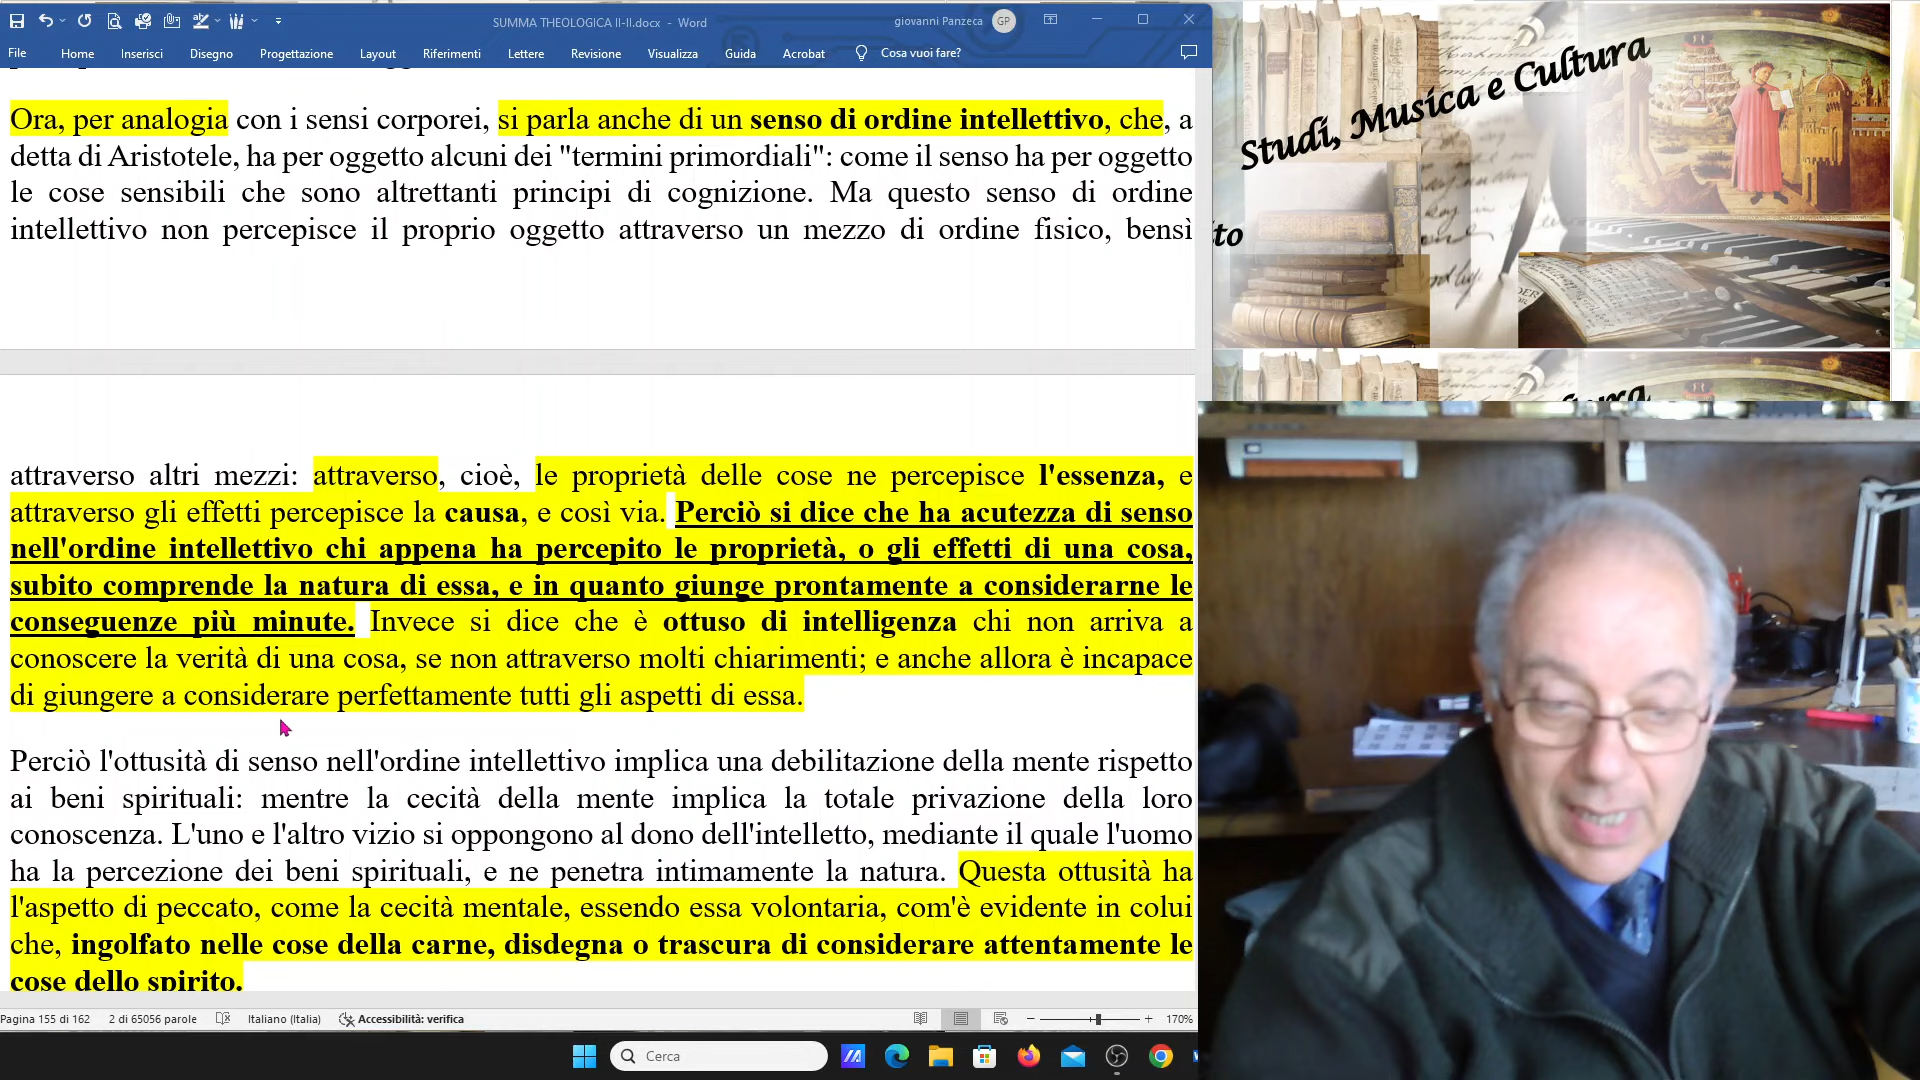 SUMMA THEOLOGICA II-II.docx - Word
giovanni Panzeca
GP
File Home Inserisci Disegno Progettazione Layout Riferimenti Lettere Revisione Visualizza Guida Acrobat Cosa vuoi fare?
Ora, per analogia con i sensi corporei, si parla anche di un senso di ordine intellettivo, che, a
detta di Aristotele, ha per oggetto alcuni dei "termini primordiali": come il senso ha per oggetto
le cose sensibili che sono altrettanti principi di cognizione. Ma questo senso di ordine
intellettivo non percepisce il proprio oggetto attraverso un mezzo di ordine fisico, bensì
attraverso altri mezzi: attraverso, cioè, le proprietà delle cose ne percepisce l'essenza, e
attraverso gli effetti percepisce la causa, e così via. Perciò si dice che ha acutezza di senso
nell'ordine intellettivo chi appena ha percepito le proprietà, o gli effetti di una cosa,
subito comprende la natura di essa, e in quanto giunge prontamente a considerarne le
conseguenze più minute. Invece si dice che è ottuso di intelligenza chi non arriva a
conoscere la verità di una cosa, se non attraverso molti chiarimenti; e anche allora è incapace
di giungere a considerare perfettamente tutti gli aspetti di essa.
Perciò l'ottusità di senso nell'ordine intellettivo implica una debilitazione della mente rispetto
ai beni spirituali: mentre la cecità della mente implica la totale privazione della loro
conoscenza. L'uno e l'altro vizio si oppongono al dono dell'intelletto, mediante il quale l'uomo
ha la percezione dei beni spirituali, e ne penetra intimamente la natura. Questa ottusità ha
l'aspetto di peccato, come la cecità mentale, essendo essa volontaria, com'è evidente in colui
che, ingolfato nelle cose della carne, disdegna o trascura di considerare attentamente le
cose dello spirito.
Pagina 155 di 162 2 di 65056 parole Italiano (Italia) Accessibilità: verifica 170%
Cerca
Studi, Musica e Cultura